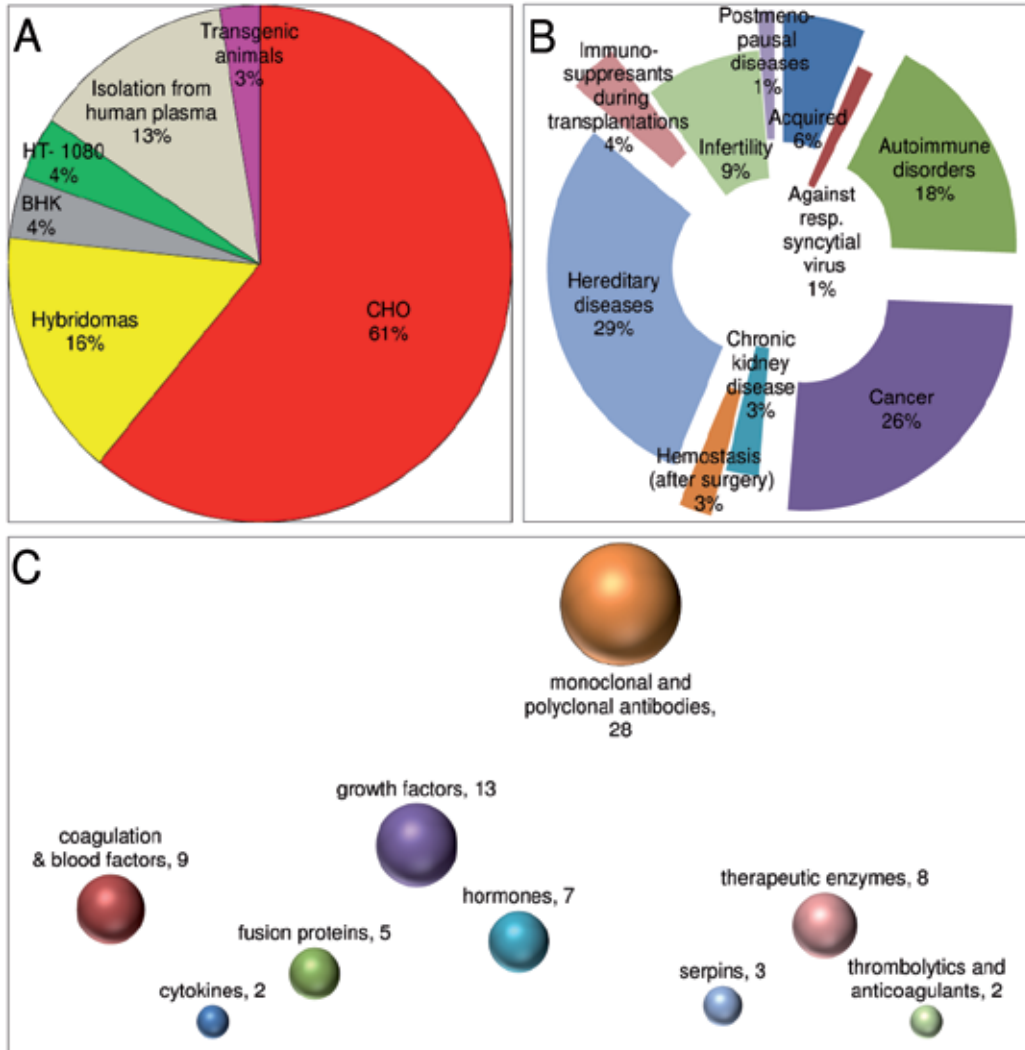 A
Transgenic
animals
3%
Isolation from
human plasma
13%
HT- 1080
4%
BHK
4%
Hybridomas
16%
CHO
61%
B
Postmeno-
pausal diseases
1%
Immuno-
suppresants
during
transplantations
4%
Infertility
9%
Acquired
6%
Against
resp.
syncytial
virus
1%
Autoimmune
disorders
18%
Hereditary
diseases
29%
Chronic
kidney
disease
3%
Cancer
26%
Hemostasis
(after surgery)
3%
C
monoclonal and
polyclonal antibodies,
28
growth factors, 13
coagulation
& blood factors, 9
hormones, 7
therapeutic enzymes, 8
fusion proteins, 5
cytokines, 2
serpins, 3
thrombolytics and
anticoagulants, 2